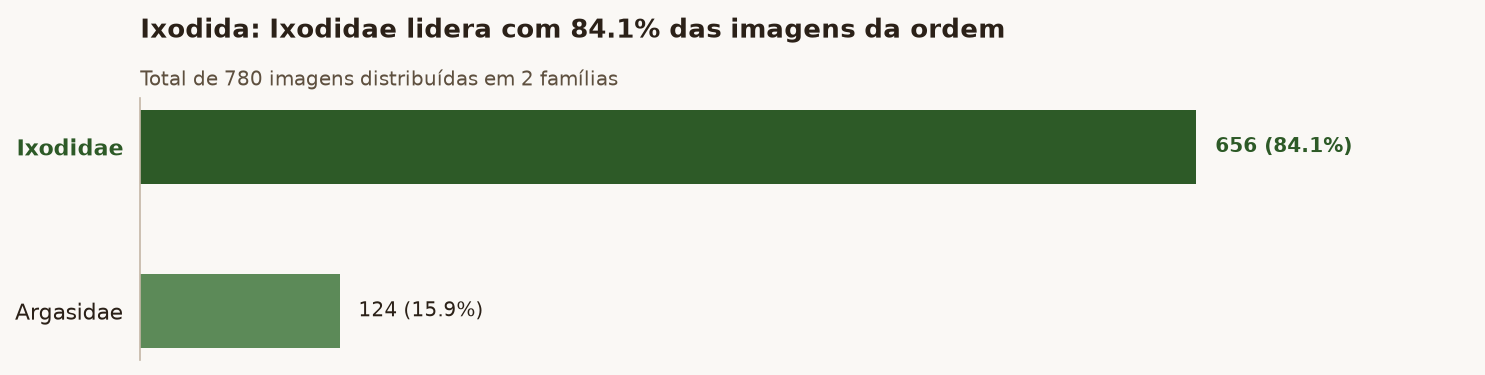 Ixodida: Ixodidae lidera com 84.1% das imagens da ordem
Total de 780 imagens distribuídas em 2 famílias
Ixodidae
656 (84.1%)
Argasidae
124 (15.9%)